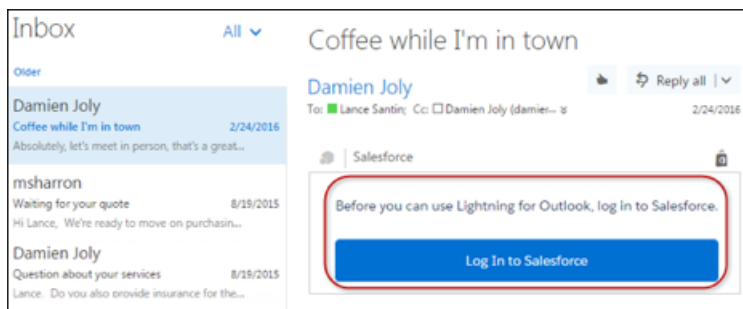 Inbox
All
Older
Damien Joly
Coffee while I'm in town 2/24/2016
Absolutely, let's meet in person, that's a great...
msharron
Waiting for your quote 8/19/2015
Hi Lance, We're ready to move on purchasin...
Damien Joly
Question about your services 8/19/2015
Lance. Do you also provide insurance for the...
Coffee while I'm in town
Damien Joly
Reply all
To: Lance Santin; Cc: Damien Joly (damier...
2/24/2016
Salesforce
Before you can use Lightning for Outlook, log in to Salesforce.
Log In to Salesforce